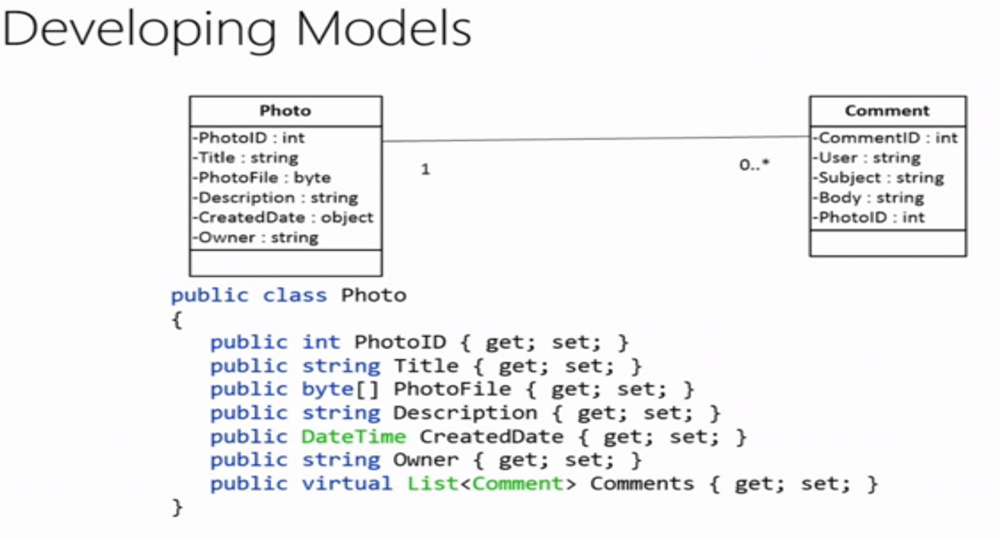 Developing Models
Photo
-PhotoID : int
-Title : string
-PhotoFile : byte
-Description : string
-CreatedDate : object
-Owner : string
1
0..*
Comment
-CommentID : int
-User : string
-Subject : string
-Body : string
-PhotoID : int
public class Photo
{
public int PhotoID { get; set; }
public string Title { get; set; }
public byte[] PhotoFile { get; set; }
public string Description { get; set; }
public DateTime CreatedDate { get; set; }
public string Owner { get; set; }
public virtual List<Comment> Comments { get; set; }
}